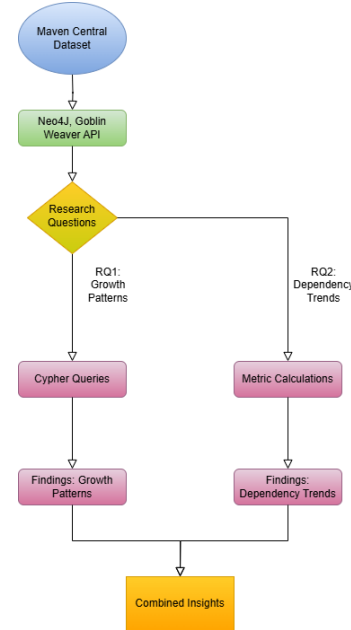 Maven Central
Dataset
Neo4J, Goblin
Weaver API
Research
Questions
RQ1:
Growth
Patterns
RQ2:
Dependency
Trends
Cypher Queries
Metric Calculations
Findings: Growth
Patterns
Findings:
Dependency Trends
Combined Insights